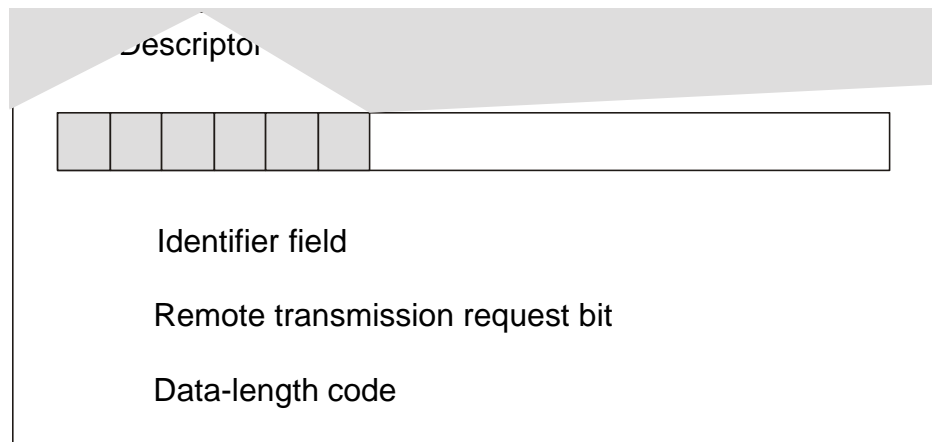 Descriptor
Identifier field
Remote transmission request bit
Data-length code